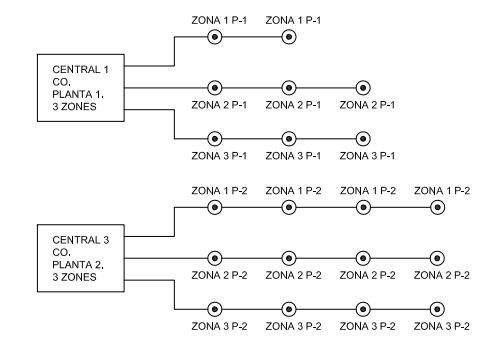 ZONA 1 P-1 ZONA 1 P-1
CENTRAL 1
CO.
PLANTA 1.
3 ZONES
ZONA 2 P-1 ZONA 2 P-1 ZONA 2 P-1
ZONA 3 P-1 ZONA 3 P-1 ZONA 3 P-1
ZONA 1 P-2 ZONA 1 P-2 ZONA 1 P-2 ZONA 1 P-2
CENTRAL 3
CO.
PLANTA 2.
3 ZONES
ZONA 2 P-2 ZONA 2 P-2 ZONA 2 P-2 ZONA 2 P-2
ZONA 3 P-2 ZONA 3 P-2 ZONA 3 P-2 ZONA 3 P-2